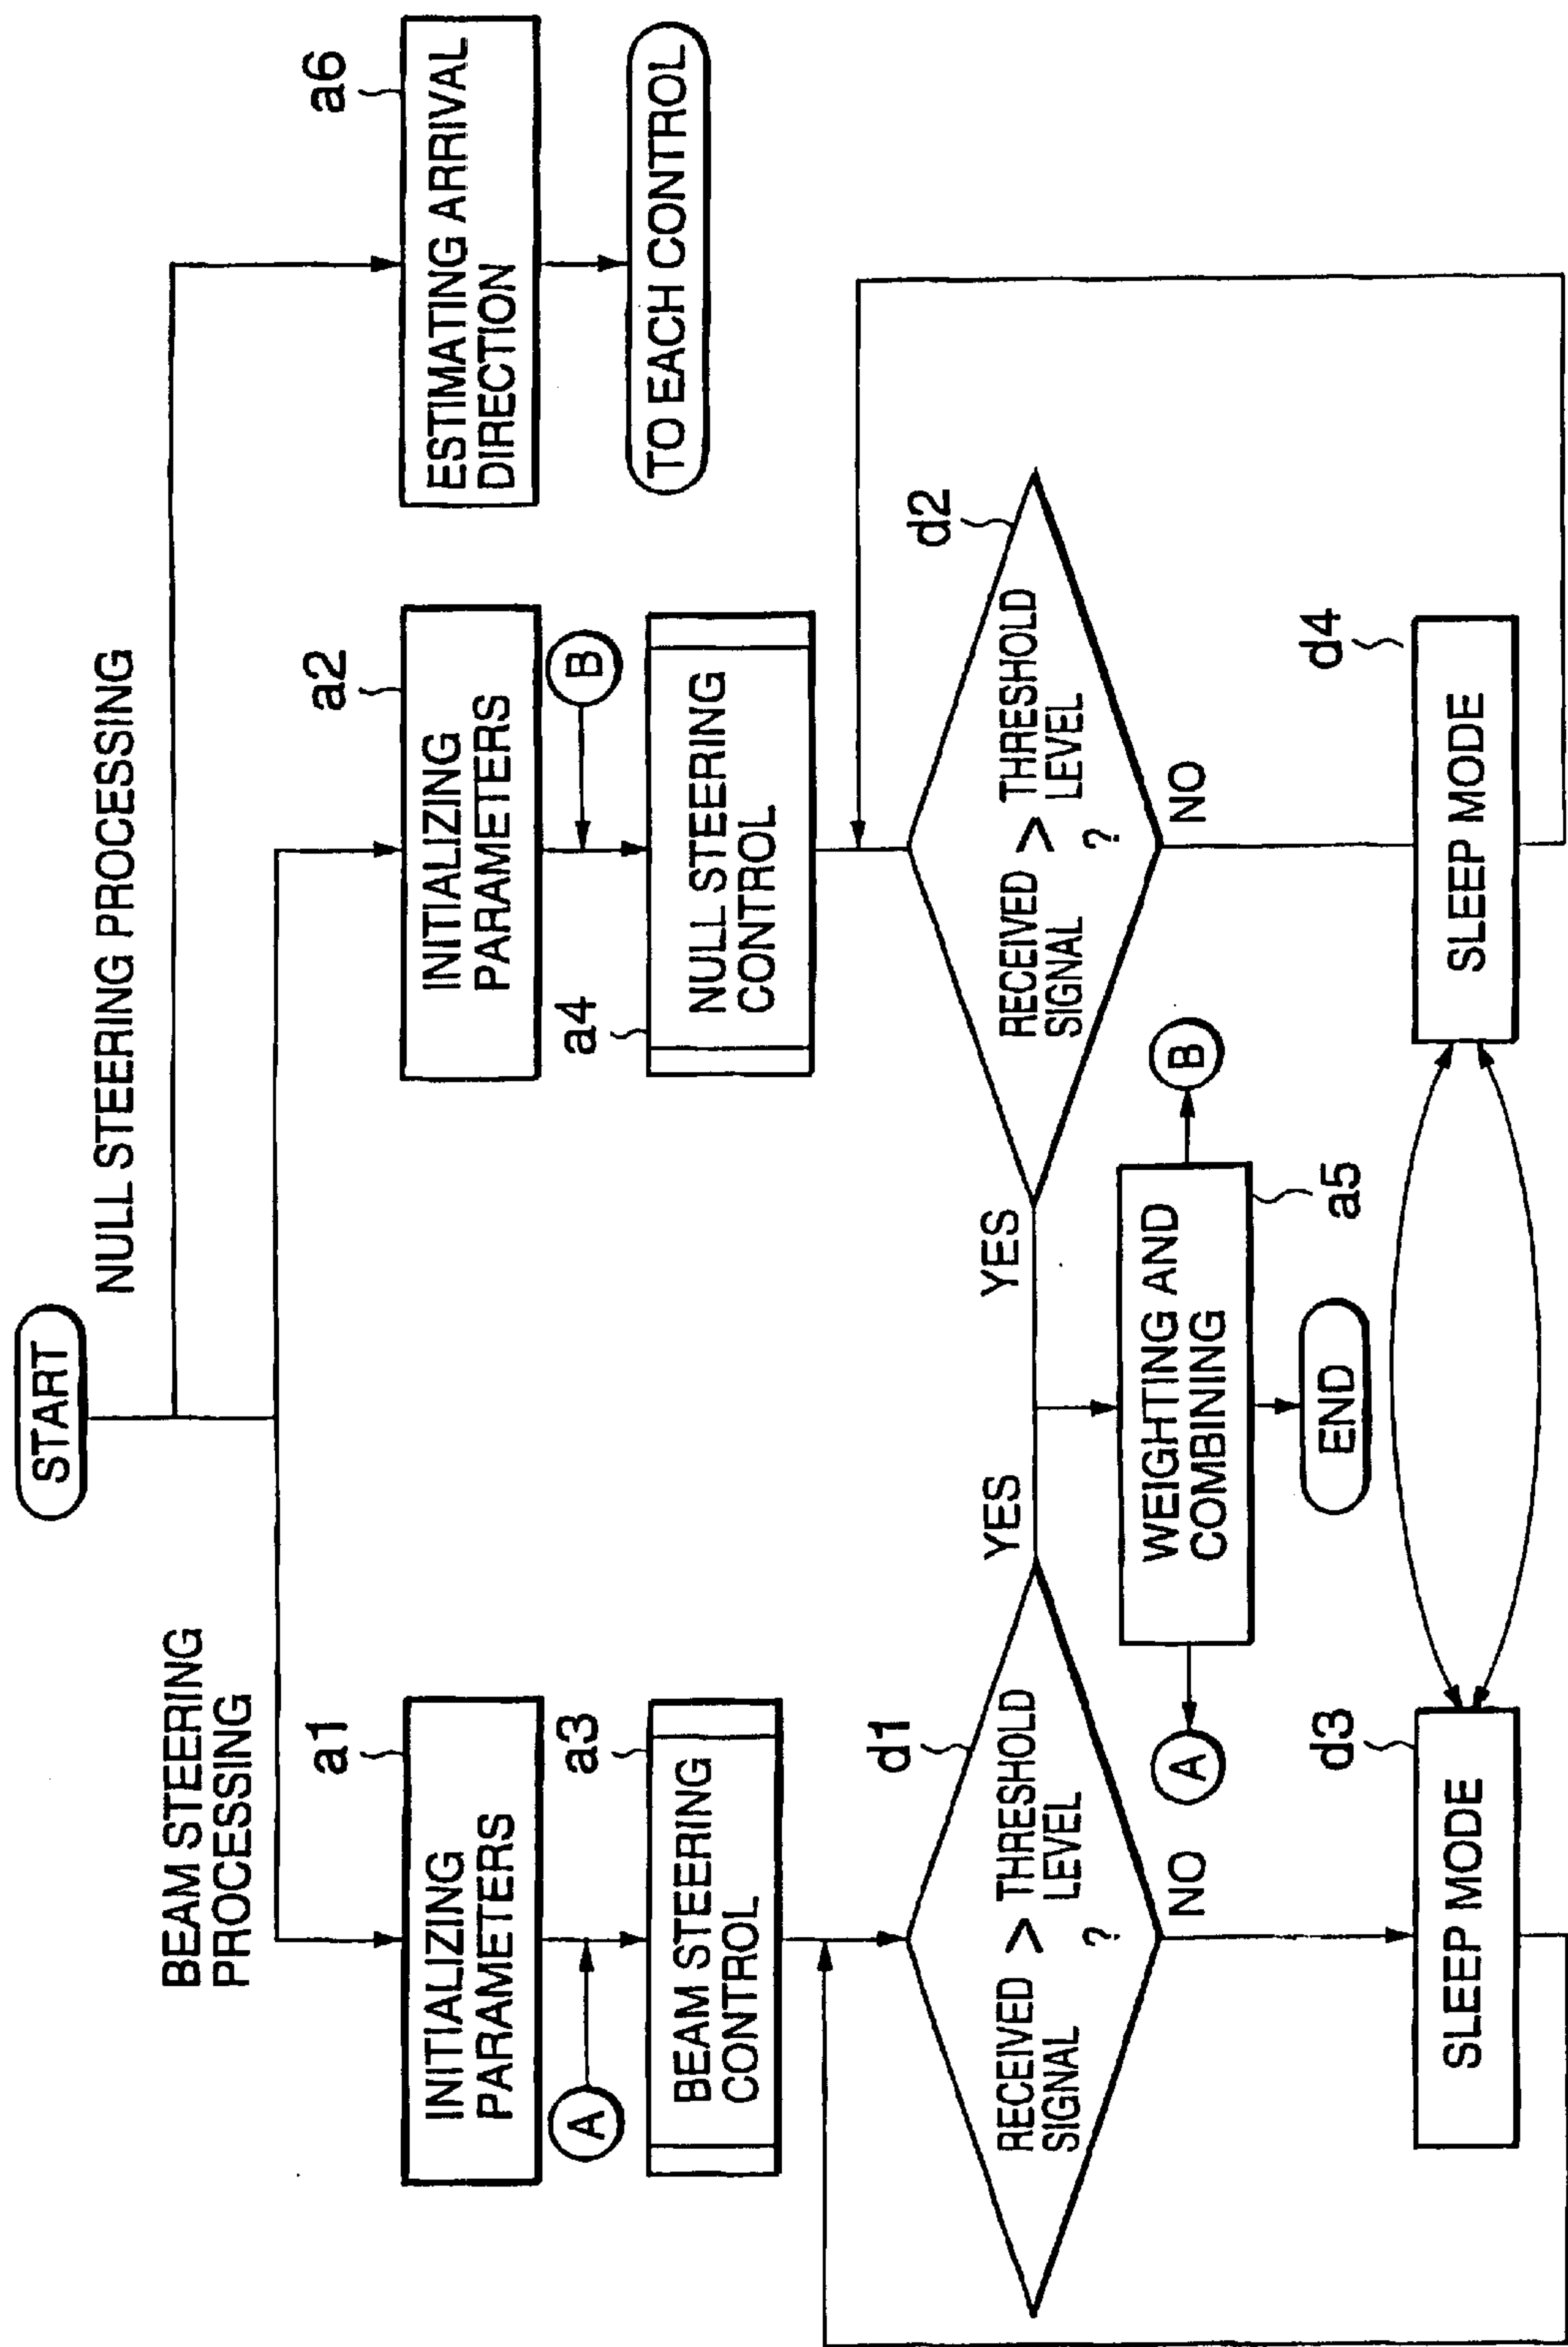 START
BEAM STEERING
PROCESSING
NULL STEERING PROCESSING
a1
INITIALIZING
PARAMETERS
a2
INITIALIZING
PARAMETERS
a6
ESTIMATING ARRIVAL
DIRECTION
TO EACH CONTROL
A
B
a3
BEAM STEERING
CONTROL
a4
NULL STEERING
CONTROL
d1
RECEIVED > THRESHOLD
SIGNAL LEVEL
?
YES
NO
d2
RECEIVED > THRESHOLD
SIGNAL LEVEL
?
YES
NO
A
WEIGHTING AND
COMBINING
B
a5
END
d3
SLEEP MODE
d4
SLEEP MODE